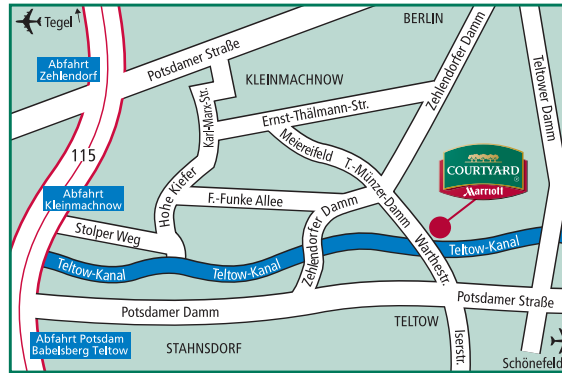 Tegel
BERLIN
Abfahrt
Zehlendorf
Potsdamer Straße
KLEINMACHNOW
Zehlendorfer Damm
Teltower Damm
Karl-Marx-Str.
Ernst-Thälmann-Str.
Meiereifeld
T.-Münzer-Damm
115
COURTYARD
®
Marriott
Abfahrt
Kleinmachnow
Hohe Kiefer
F.-Funke Allee
Stolper Weg
Zehlendorfer Damm
Warthestr.
Teltow-Kanal
Teltow-Kanal
Teltow-Kanal
Potsdamer Damm
Potsdamer Straße
Abfahrt Potsdam
Babelsberg Teltow
STAHNSDORF
TELTOW
Iserstr.
Schönefeld